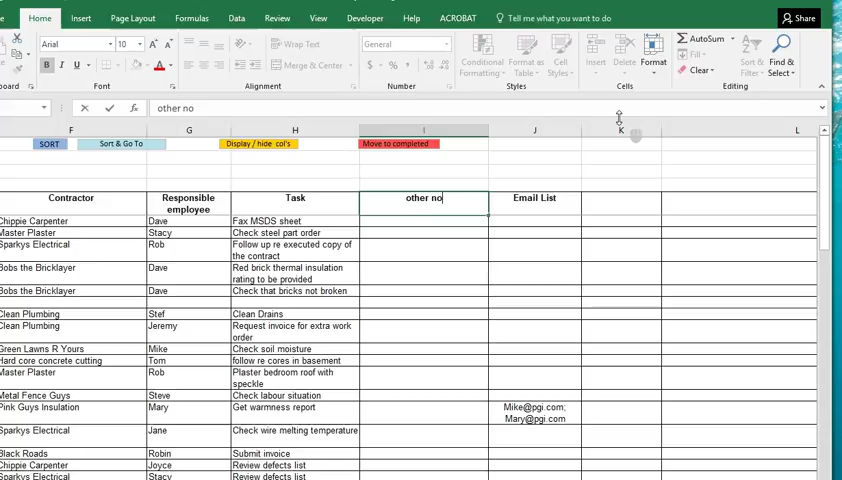 Home Insert Page Layout Formulas Data Review View Developer Help ACROBAT Tell me what you want to do Share
Arial 10 A A Wrap Text General Conditional Format as Cell Insert Delete Format AutoSum Sort & Find &
B I U A Merge & Center $ % Formatting Table Styles Fill Filter Select
Clear
Font Alignment Number Styles Cells Editing
fx other no
F G H I J K L
SORT Sort & Go To Display / hide col's Move to completed
Contractor Responsible employee Task other no Email List
Chippie Carpenter Dave Fax MSDS sheet
Master Plaster Stacy Check steel part order
Sparkys Electrical Rob Follow up re executed copy of
the contract
Bobs the Bricklayer Dave Red brick thermal insulation
rating to be provided
Bobs the Bricklayer Dave Check that bricks not broken
Clean Plumbing Stef Clean Drains
Clean Plumbing Jeremy Request invoice for extra work
order
Green Lawns R Yours Mike Check soil moisture
Hard core concrete cutting Tom follow re cores in basement
Master Plaster Rob Plaster bedroom roof with
speckle
Metal Fence Guys Steve Check labour situation
Pink Guys Insulation Mary Get warmness report Mike@pgi.com;
Mary@pgi.com
Sparkys Electrical Jane Check wire melting temperature
Black Roads Robin Submit invoice
Chippie Carpenter Joyce Review defects list
Sparkys Electrical Stacy Review defects list